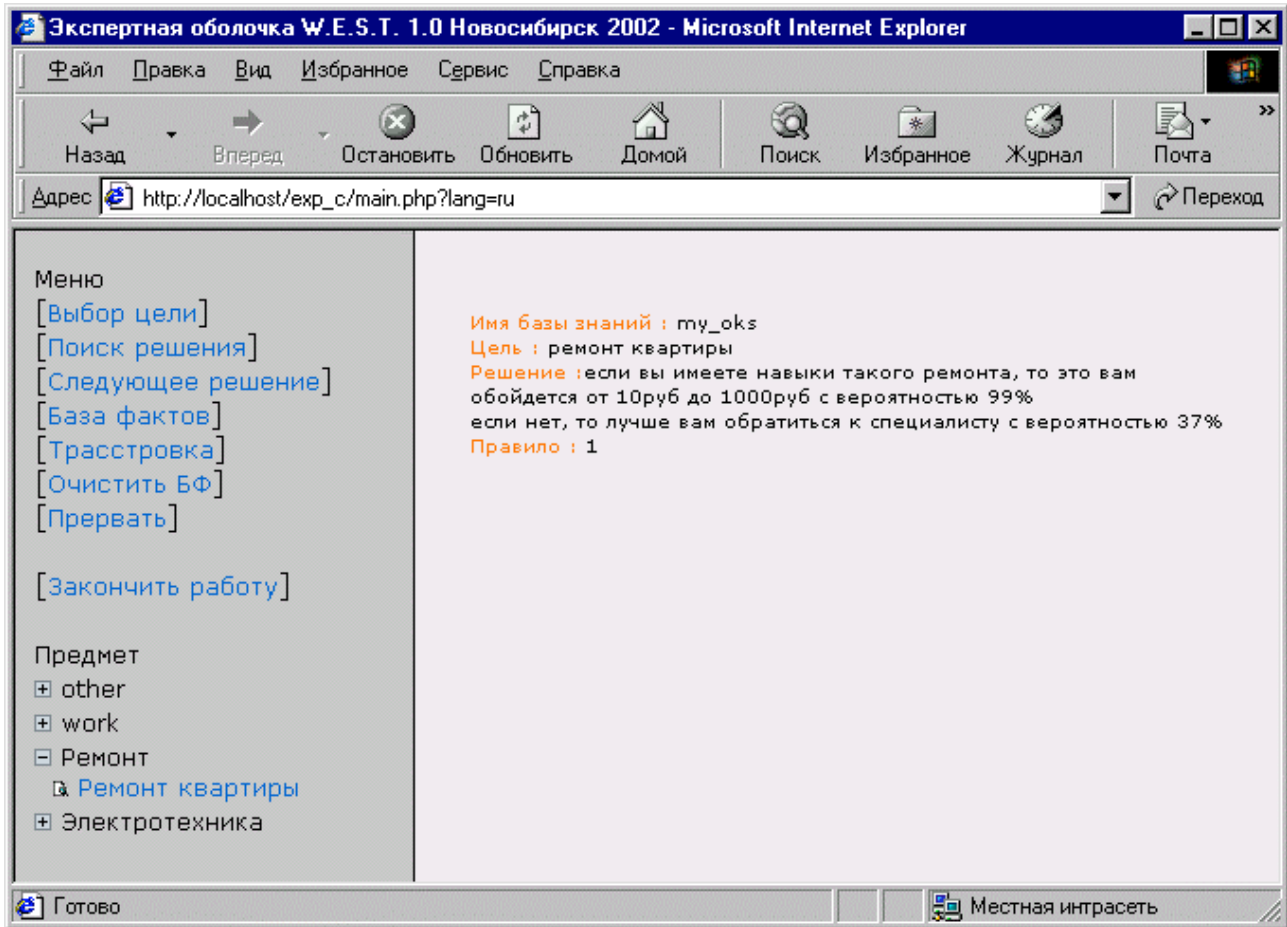 Экспертная оболочка W.E.S.T. 1.0 Новосибирск 2002 - Microsoft Internet Explorer
Файл Правка Вид Избранное Сервис Справка
Назад Вперед Остановить Обновить Домой Поиск Избранное Журнал Почта »
Адрес http://localhost/exp_c/main.php?lang=ru Переход
Меню
[Выбор цели]
[Поиск решения]
[Следующее решение]
[База фактов]
[Трасстровка]
[Очистить БФ]
[Прервать]
[Закончить работу]
Предмет
other
work
Ремонт
Ремонт квартиры
Электротехника
Имя базы знаний : my_oks
Цель : ремонт квартиры
Решение :если вы имеете навыки такого ремонта, то это вам
обойдется от 10руб до 1000руб с вероятностью 99%
если нет, то лучше вам обратиться к специалисту с вероятностью 37%
Правило : 1
Готово Местная интрасеть